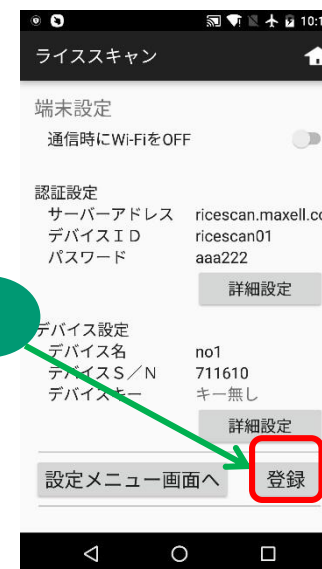 10:1
ライススキャン
端末設定
通信時にWi-FiをOFF
認証設定
サーバーアドレス ricescan.maxell.co
デバイスＩＤ ricescan01
パスワード aaa222
詳細設定
デバイス設定
デバイス名 no1
デバイスＳ／Ｎ 711610
デバイスキー キー無し
詳細設定
設定メニュー画面へ 登録